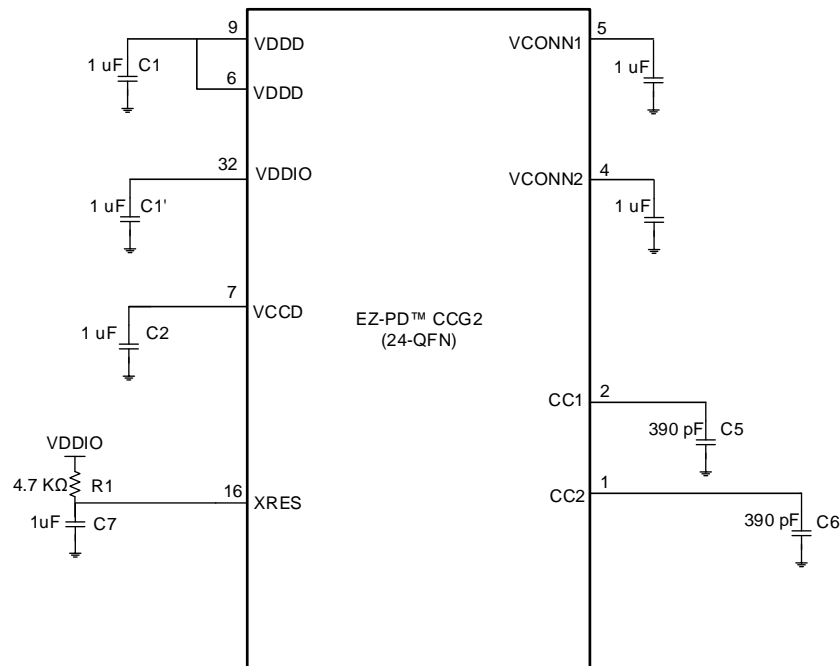 9
VDDD
1 uF C1
6
VDDD
32
VDDIO
1 uF C1'
7
VCCD
1 uF C2
VDDIO
4.7 KΩ R1
16
XRES
1uF C7
EZ-PD™ CCG2
(24-QFN)
5
VCONN1
1 uF
4
VCONN2
1 uF
2
CC1
390 pF C5
1
CC2
390 pF C6